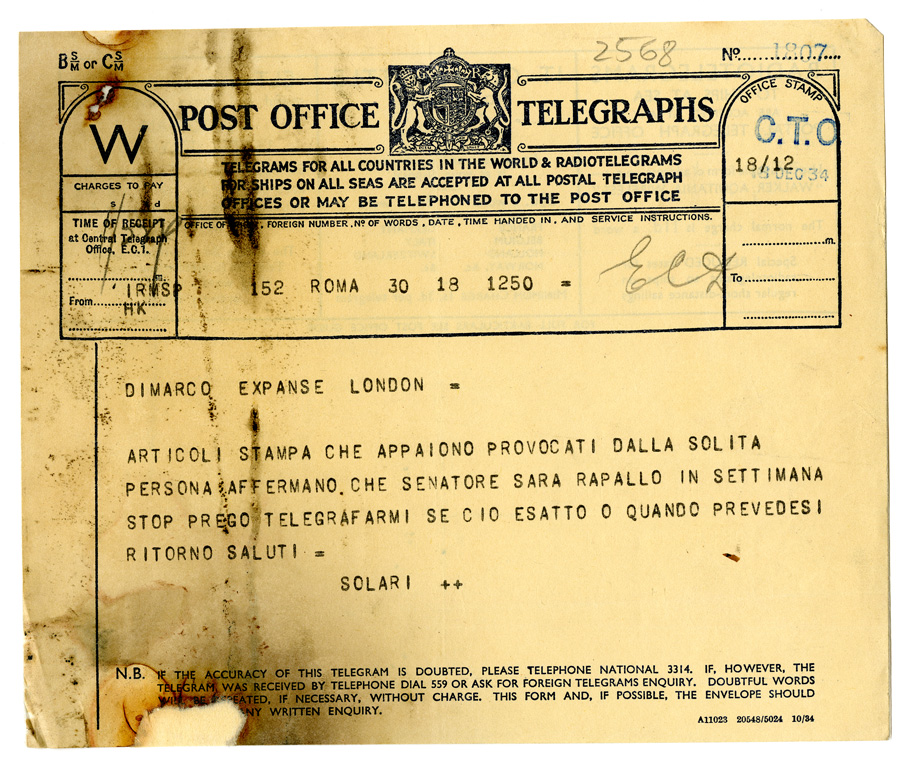 BS/M or CS/M
2568
No. 1807
OFFICE STAMP
W
POST OFFICE TELEGRAPHS
G R
C.T.O
18/12
DEC 34
TELEGRAMS FOR ALL COUNTRIES IN THE WORLD & RADIOTELEGRAMS
FOR SHIPS ON ALL SEAS ARE ACCEPTED AT ALL POSTAL TELEGRAPH
OFFICES OR MAY BE TELEPHONED TO THE POST OFFICE
CHARGES TO PAY
s d
OFFICE OF , FOREIGN NUMBER, No OF WORDS, DATE, TIME HANDED IN, AND SERVICE INSTRUCTIONS.
TIME OF RECEIPT
at Central Telegraph
Office, E.C.1.
m
m.
From
To
IRMSP 152 ROMA 30 18 1250 =
HK
DIMARCO EXPANSE LONDON =
ARTICOLI STAMPA CHE APPAIONO PROVOCATI DALLA SOLITA
PERSONA AFFERMANO CHE SENATORE SARA RAPALLO IN SETTIMANA
STOP PREGO TELEGRAFARMI SE CIO ESATTO O QUANDO PREVEDESI
RITORNO SALUTI =
SOLARI ++
N.B. IF THE ACCURACY OF THIS TELEGRAM IS DOUBTED, PLEASE TELEPHONE NATIONAL 3314. IF, HOWEVER, THE
TELEGRAM WAS RECEIVED BY TELEPHONE DIAL 559 OR ASK FOR FOREIGN TELEGRAMS ENQUIRY. DOUBTFUL WORDS
WILL BE REPEATED, IF NECESSARY, WITHOUT CHARGE. THIS FORM AND, IF POSSIBLE, THE ENVELOPE SHOULD
ANY WRITTEN ENQUIRY.
A11023 20548/5024 10/34